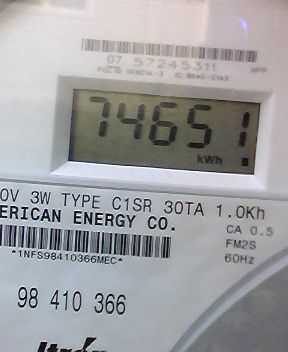 07 57245311
74651
kWh
0V 3W TYPE C1SR 30TA 1.0Kh
ERICAN ENERGY CO.
CA 0.5
FM2S
60Hz
*1NFS98410366MEC*
98 410 366
Itron